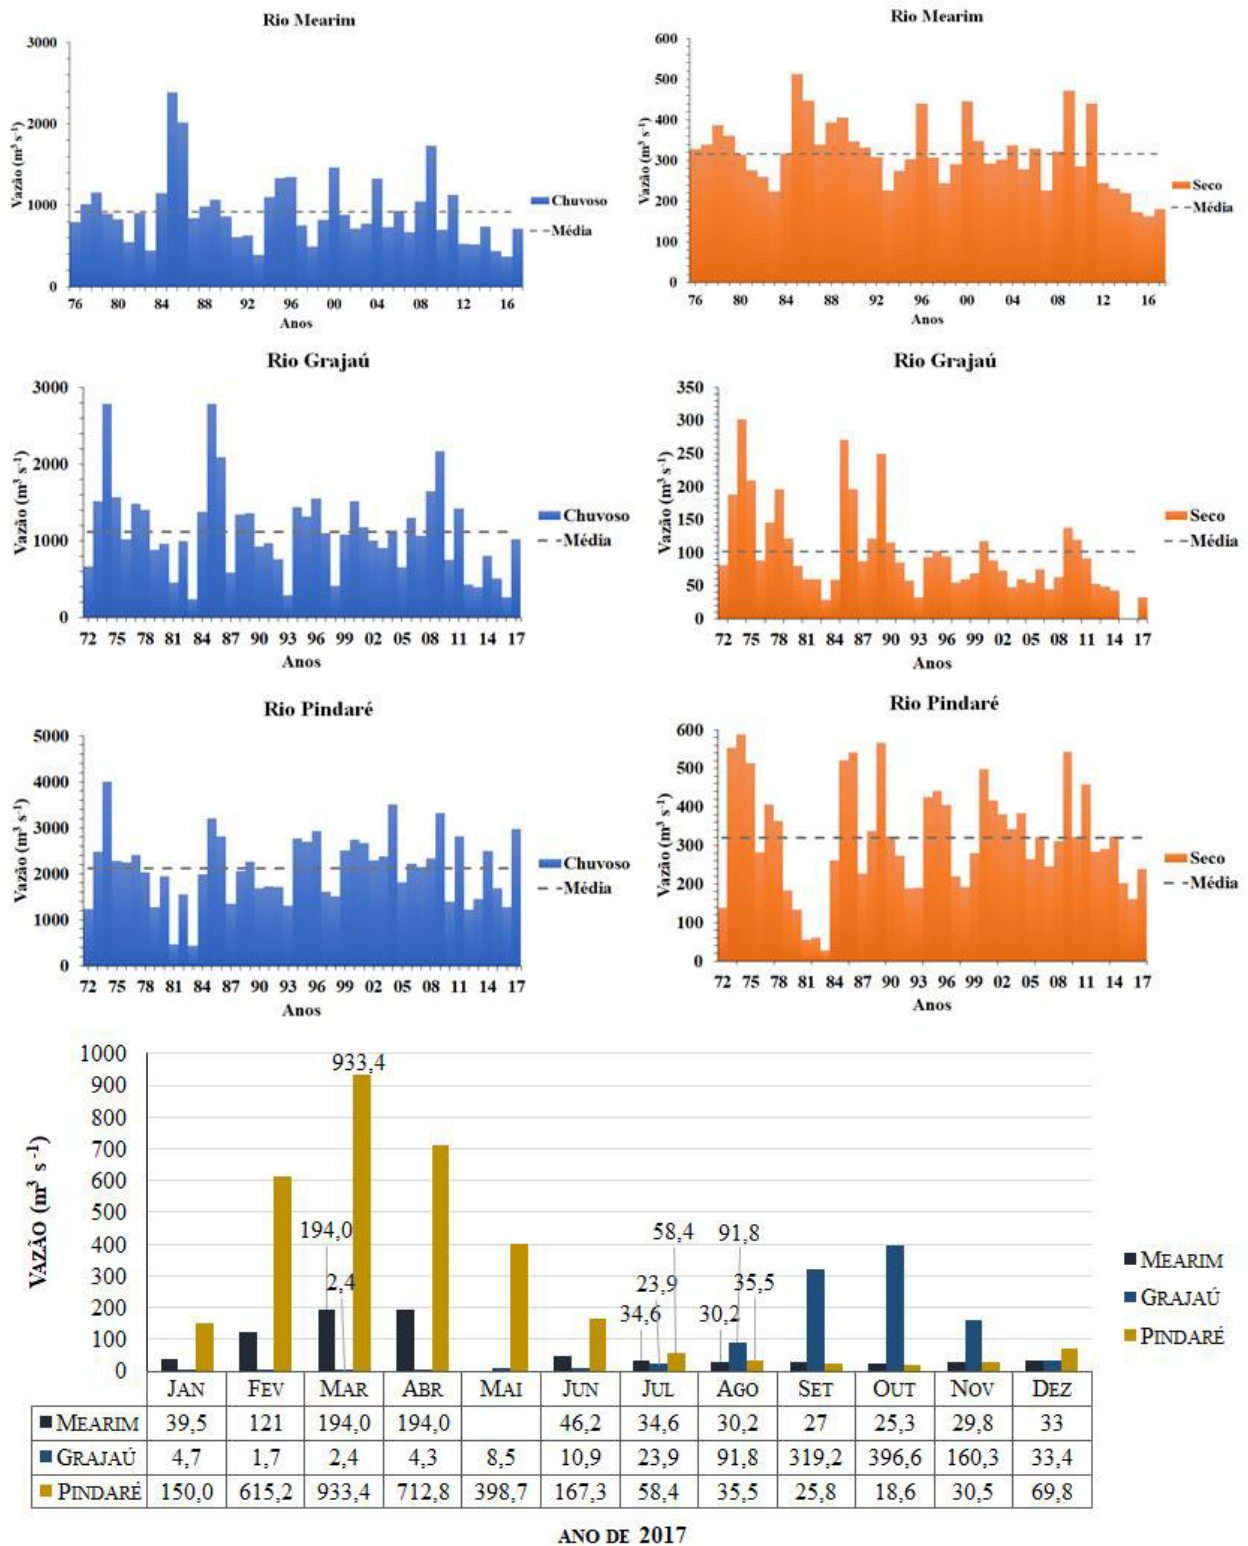 Rio Mearim
3000
2000
1000
0
Vazão (m³ s⁻¹)
76 80 84 88 92 96 00 04 08 12 16
Anos
Chuvoso
Média
Rio Mearim
600
500
400
300
200
100
0
Vazão (m³ s⁻¹)
76 80 84 88 92 96 00 04 08 12 16
Anos
Seco
Média
Rio Grajaú
3000
2000
1000
0
Vazão (m³ s⁻¹)
72 75 78 81 84 87 90 93 96 99 02 05 08 11 14 17
Anos
Chuvoso
Média
Rio Grajaú
350
300
250
200
150
100
50
0
Vazão (m³ s⁻¹)
72 75 78 81 84 87 90 93 96 99 02 05 08 11 14 17
Anos
Seco
Média
Rio Pindaré
5000
4000
3000
2000
1000
0
Vazão (m³ s⁻¹)
72 75 78 81 84 87 90 93 96 99 02 05 08 11 14 17
Anos
Chuvoso
Média
Rio Pindaré
600
500
400
300
200
100
0
Vazão (m³ s⁻¹)
72 75 78 81 84 87 90 93 96 99 02 05 08 11 14 17
Anos
Seco
Média
1000
900
800
700
600
500
400
300
200
100
0
VAZÃO (m³ s⁻¹)
933,4
194,0
2,4
58,4
91,8
23,9
35,5
34,6
30,2
MEARIM
GRAJAÚ
PINDARÉ
JAN FEV MAR ABR MAI JUN JUL AGO SET OUT NOV DEZ
MEARIM 39,5 121 194,0 194,0 46,2 34,6 30,2 27 25,3 29,8 33
GRAJAÚ 4,7 1,7 2,4 4,3 8,5 10,9 23,9 91,8 319,2 396,6 160,3 33,4
PINDARÉ 150,0 615,2 933,4 712,8 398,7 167,3 58,4 35,5 25,8 18,6 30,5 69,8
ANO DE 2017